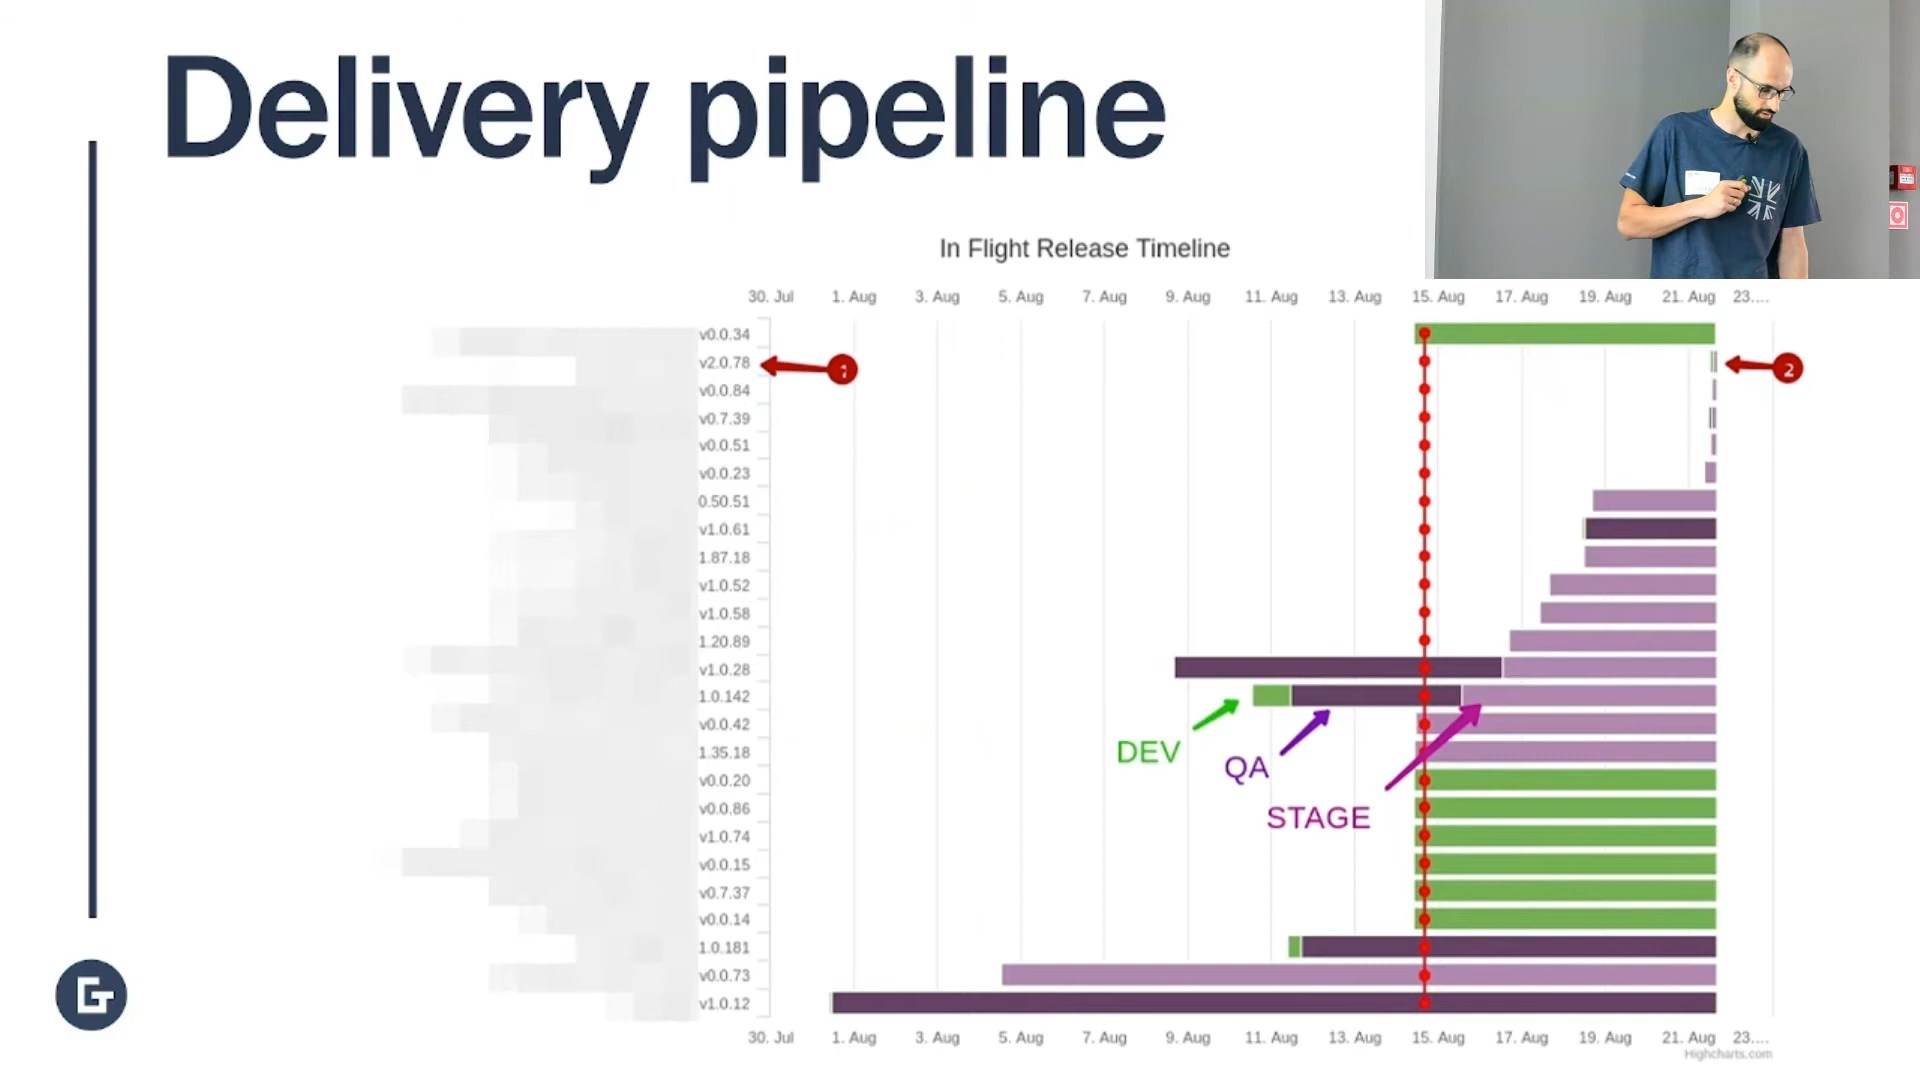 Delivery pipeline
In Flight Release Timeline
30. Jul 1. Aug 3. Aug 5. Aug 7. Aug 9. Aug 11. Aug 13. Aug 15. Aug 17. Aug 19. Aug 21. Aug 23....
v0.0.34
v2.0.78
1
2
v0.0.84
v0.7.39
v0.0.51
v0.0.23
0.50.51
v1.0.61
1.87.18
v1.0.52
v1.0.58
1.20.89
v1.0.28
1.0.142
v0.0.42
DEV
QA
1.35.18
v0.0.20
STAGE
v0.0.86
v1.0.74
v0.0.15
v0.7.37
v0.0.14
1.0.181
v0.0.73
v1.0.12
30. Jul 1. Aug 3. Aug 5. Aug 7. Aug 9. Aug 11. Aug 13. Aug 15. Aug 17. Aug 19. Aug 21. Aug 23....
Highcharts.com